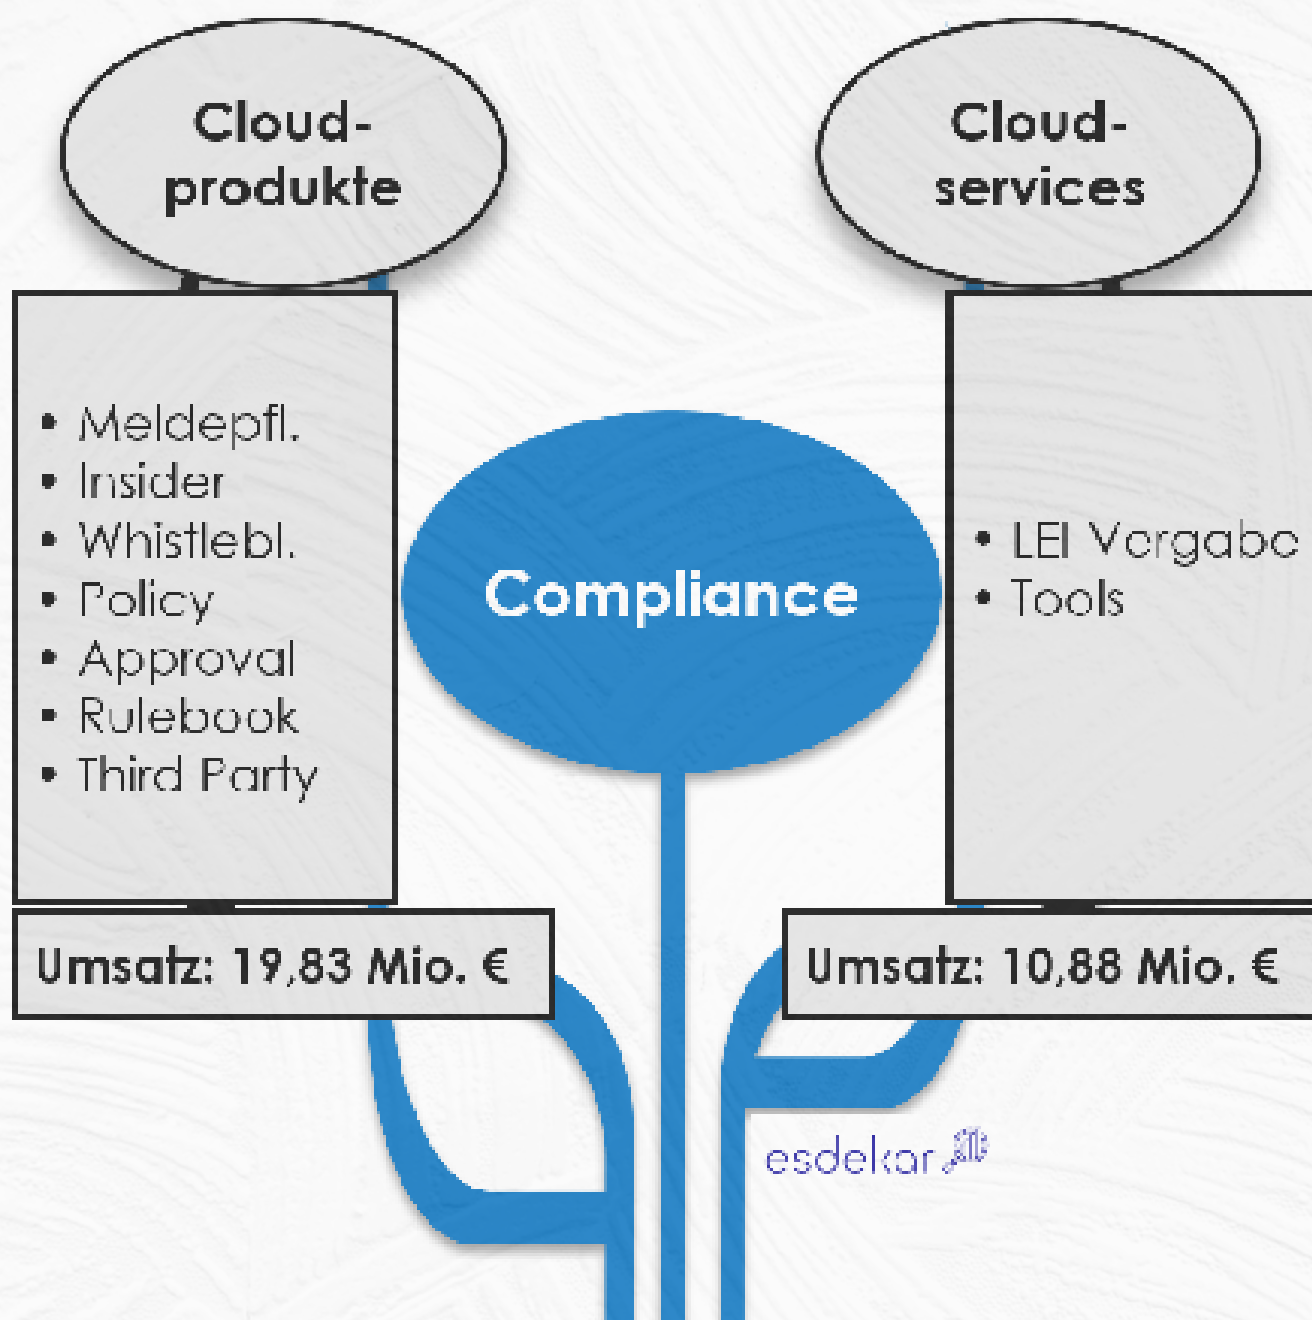 Cloud-
produkte
• Meldepfl.
• Insider
• Whistlebl.
• Policy
• Approval
• Rulebook
• Third Party
Umsatz: 19,83 Mio. €
Compliance
Cloud-
services
• LEI Vergabe
• Tools
Umsatz: 10,88 Mio. €
esdelkar